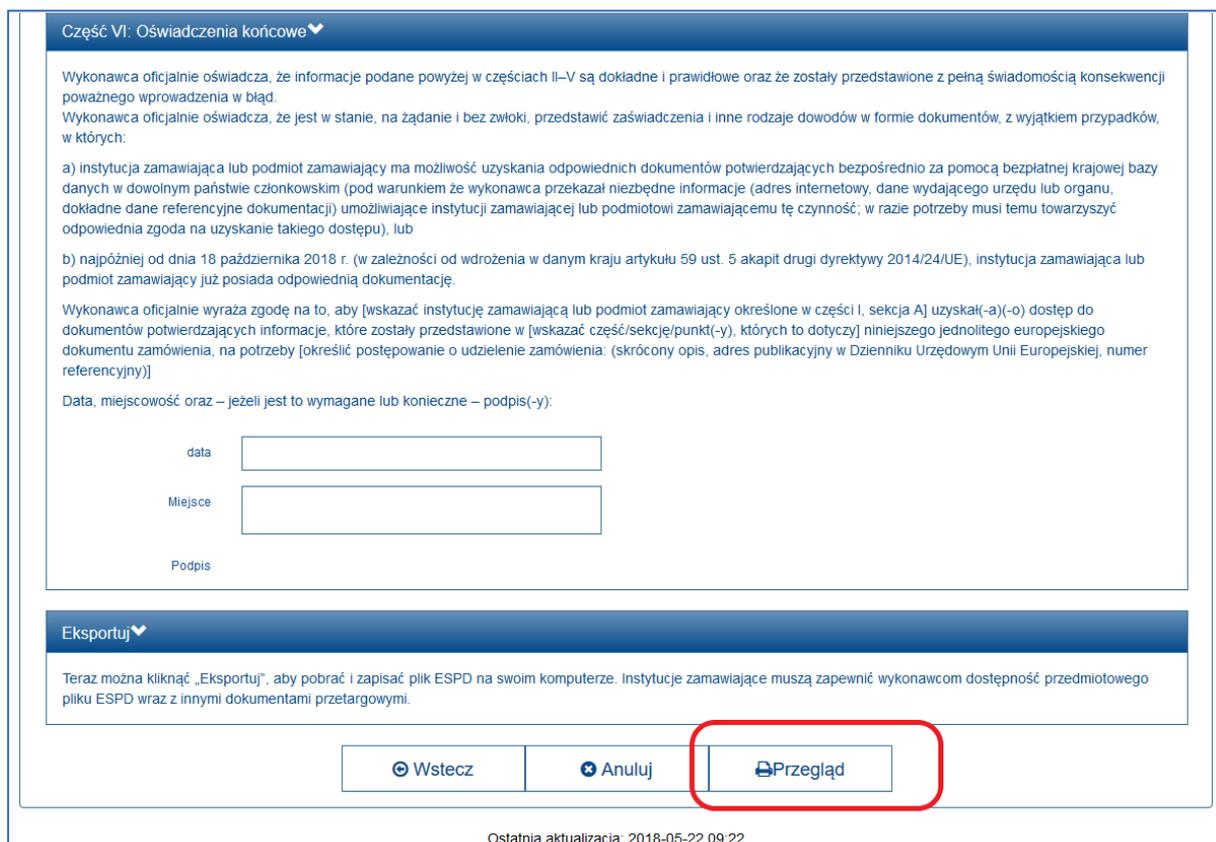 Część VI: Oświadczenia końcowe
Wykonawca oficjalnie oświadcza, że informacje podane powyżej w częściach II–V są dokładne i prawidłowe oraz że zostały przedstawione z pełną świadomością konsekwencji
poważnego wprowadzenia w błąd.
Wykonawca oficjalnie oświadcza, że jest w stanie, na żądanie i bez zwłoki, przedstawić zaświadczenia i inne rodzaje dowodów w formie dokumentów, z wyjątkiem przypadków,
w których:
a) instytucja zamawiająca lub podmiot zamawiający ma możliwość uzyskania odpowiednich dokumentów potwierdzających bezpośrednio za pomocą bezpłatnej krajowej bazy
danych w dowolnym państwie członkowskim (pod warunkiem że wykonawca przekazał niezbędne informacje (adres internetowy, dane wydającego urzędu lub organu,
dokładne dane referencyjne dokumentacji) umożliwiające instytucji zamawiającej lub podmiotowi zamawiającemu tę czynność; w razie potrzeby musi temu towarzyszyć
odpowiednia zgoda na uzyskanie takiego dostępu), lub
b) najpóźniej od dnia 18 października 2018 r. (w zależności od wdrożenia w danym kraju artykułu 59 ust. 5 akapit drugi dyrektywy 2014/24/UE), instytucja zamawiająca lub
podmiot zamawiający już posiada odpowiednią dokumentację.
Wykonawca oficjalnie wyraża zgodę na to, aby [wskazać instytucję zamawiającą lub podmiot zamawiający określone w części I, sekcja A] uzyskał(-a)(-o) dostęp do
dokumentów potwierdzających informacje, które zostały przedstawione w [wskazać część/sekcję/punkt(-y), których to dotyczy] niniejszego jednolitego europejskiego
dokumentu zamówienia, na potrzeby [określić postępowanie o udzielenie zamówienia: (skrócony opis, adres publikacyjny w Dzienniku Urzędowym Unii Europejskiej, numer
referencyjny)]
Data, miejscowość oraz – jeżeli jest to wymagane lub konieczne – podpis(-y):
data
Miejsce
Podpis
Eksportuj
Teraz można kliknąć „Eksportuj”, aby pobrać i zapisać plik ESPD na swoim komputerze. Instytucje zamawiające muszą zapewnić wykonawcom dostępność przedmiotowego
pliku ESPD wraz z innymi dokumentami przetargowymi.
Wstecz Anuluj Przegląd
Ostatnia aktualizacja: 2018-05-22 09:22